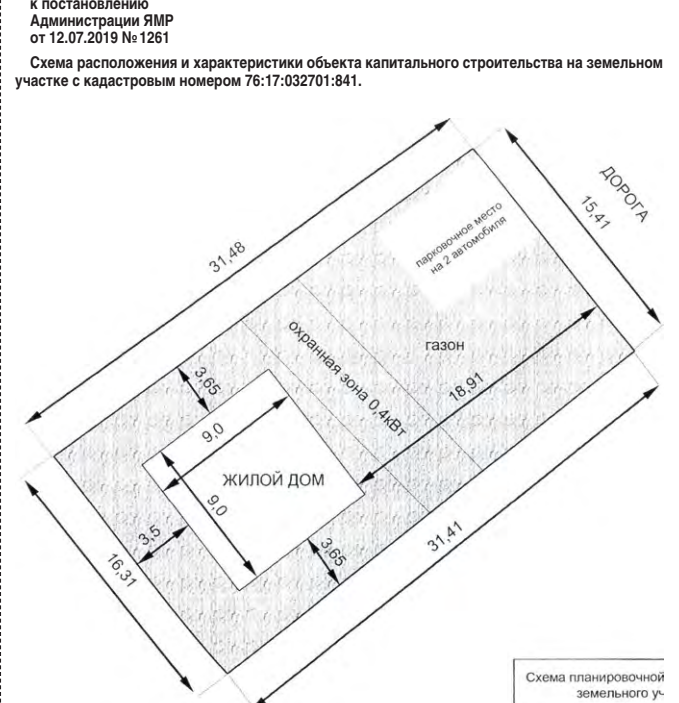 к постановлению
Администрации ЯМР
от 12.07.2019 № 1261
Схема расположения и характеристики объекта капитального строительства на земельном
участке с кадастровым номером 76:17:032701:841.
ДОРОГА
15,41
парковочное место
на 2 автомобиля
31,48
охранная зона 0,4кВт
газон
3,65
18,91
9,0
ЖИЛОЙ ДОМ
9,0
3,5
3,65
31,41
16,31
Схема планировочной
земельного